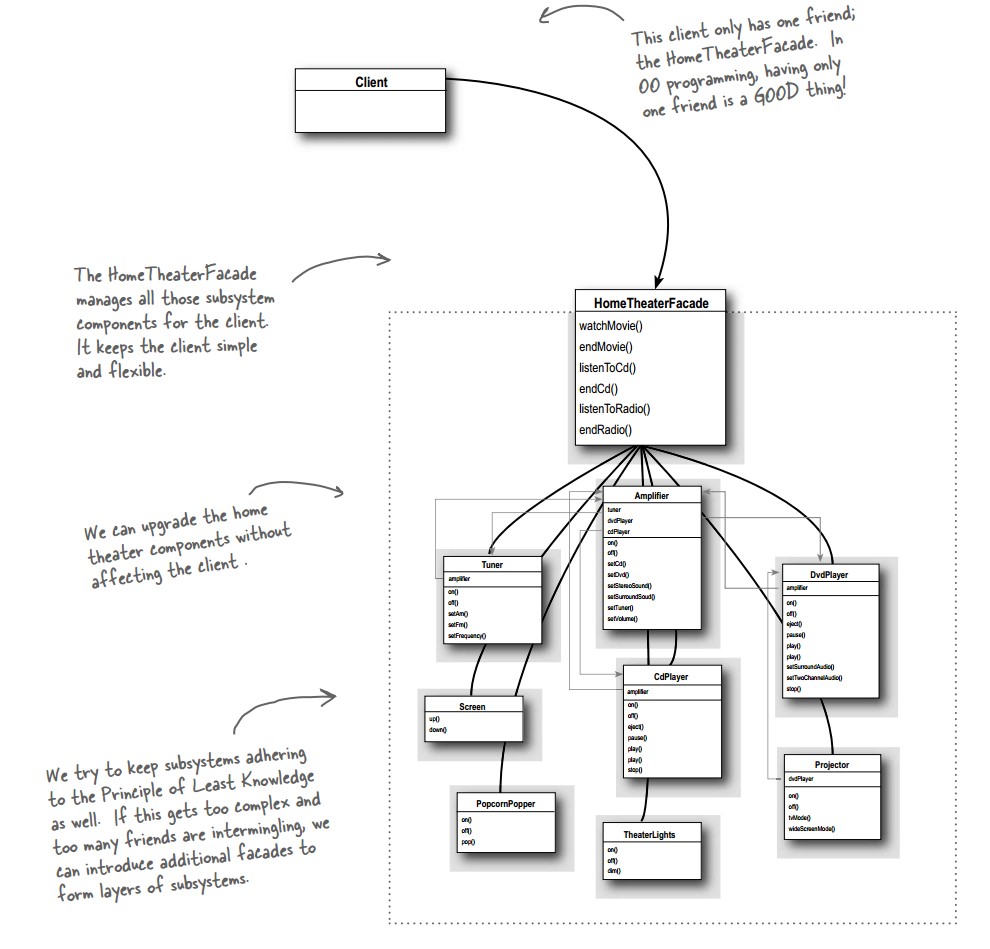 This client only has one friend;
the HomeTheaterFacade. In
OO programming, having only
one friend is a GOOD thing!
Client
The HomeTheaterFacade
manages all those subsystem
components for the client.
It keeps the client simple
and flexible.
HomeTheaterFacade
watchMovie()
endMovie()
listenToCd()
endCd()
listenToRadio()
endRadio()
We can upgrade the home
theater components without
affecting the client .
Amplifier
tuner
dvdPlayer
cdPlayer
on()
off()
setCd()
setDvd()
setStereoSound()
setSurroundSoud()
setTuner()
setVolume()
Tuner
amplifier
on()
off()
setAm()
setFm()
setFrequency()
DvdPlayer
amplifier
on()
off()
eject()
pause()
play()
play()
setSurroundAudio()
setTwoChannelAudio()
stop()
Screen
up()
down()
CdPlayer
amplifier
on()
off()
eject()
pause()
play()
play()
stop()
We try to keep subsystems adhering
to the Principle of Least Knowledge
as well. If this gets too complex and
too many friends are intermingling, we
can introduce additional facades to
form layers of subsystems.
PopcornPopper
on()
off()
pop()
TheaterLights
on()
off()
dim()
Projector
dvdPlayer
on()
off()
tvMode()
wideScreenMode()